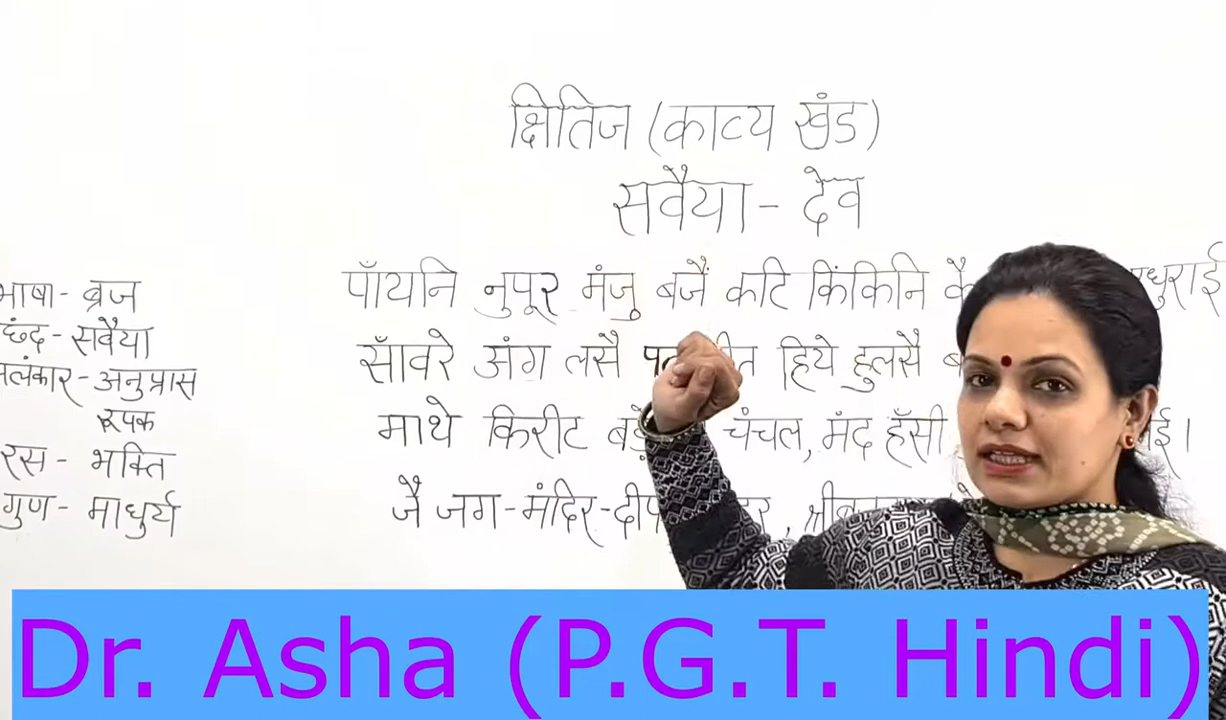 क्षितिज (काव्य खंड)
सवैया - देव
भाषा - ब्रज
छंद - सवैया
अलंकार - अनुप्रास
रूपक
रस - भक्ति
गुण - माधुर्य
पाँयनि नुपूर मंजु बजैं कटि किंकिनि कै
साँवरे अंग लसै हिये हुलसै
माथे किरीट बड़े चंचल, मंद हँसी
जै जग-मंदिर-दीप
Dr. Asha (P.G.T. Hindi)